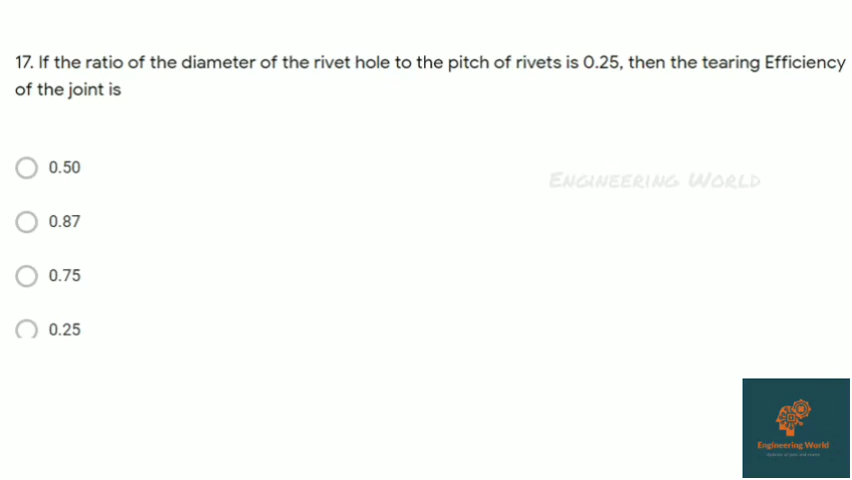 17. If the ratio of the diameter of the rivet hole to the pitch of rivets is 0.25, then the tearing Efficiency
of the joint is
0.50
ENGINEERING WORLD
0.87
0.75
0.25
Engineering World